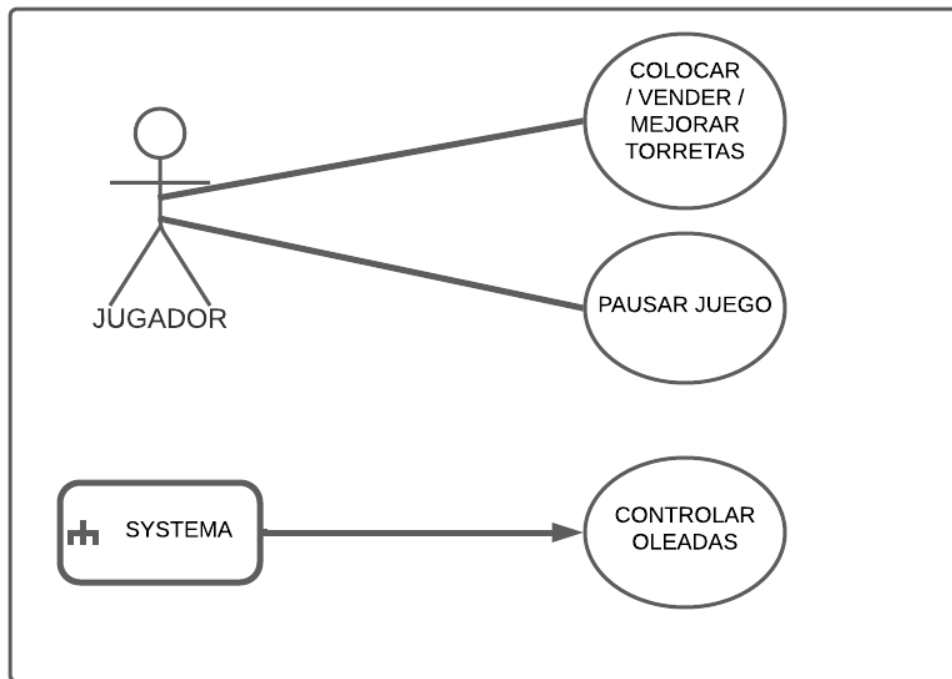 COLOCAR
/ VENDER /
MEJORAR
TORRETAS
JUGADOR
PAUSAR JUEGO
SYSTEMA
CONTROLAR
OLEADAS